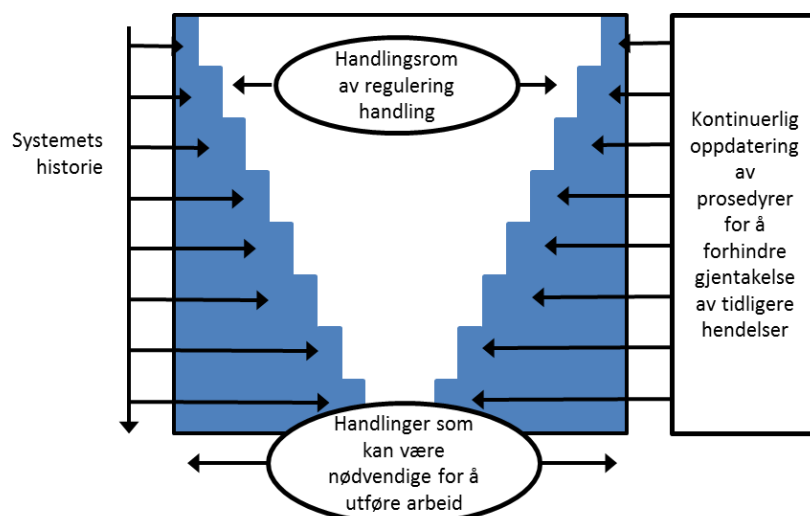 Handlingsrom
av regulering
handling
Systemets
historie
Kontinuerlig
oppdatering
av
prosedyrer
for å
forhindre
gjentakelse
av tidligere
hendelser
Handlinger som
kan være
nødvendige for å
utføre arbeid